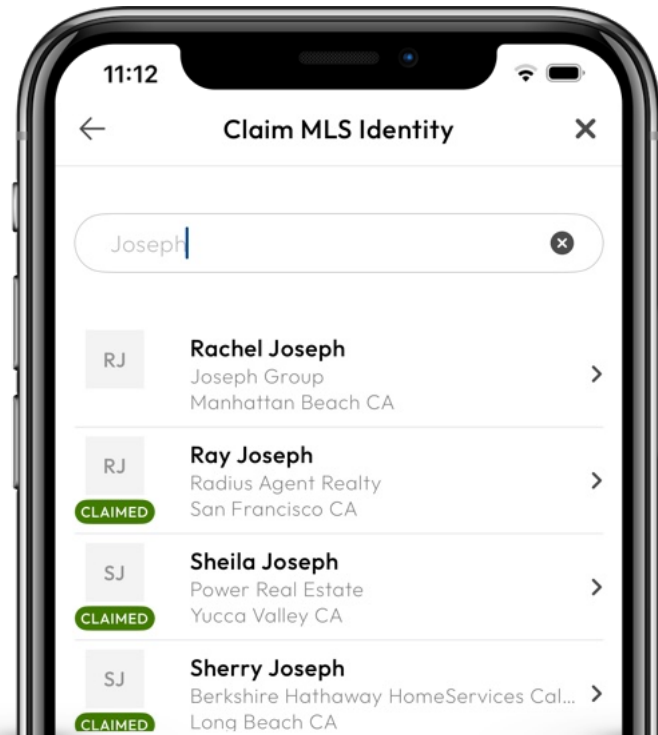 11:12
Claim MLS Identity
Joseph
RJ
Rachel Joseph
Joseph Group
Manhattan Beach CA
RJ
CLAIMED
Ray Joseph
Radius Agent Realty
San Francisco CA
SJ
CLAIMED
Sheila Joseph
Power Real Estate
Yucca Valley CA
SJ
CLAIMED
Sherry Joseph
Berkshire Hathaway HomeServices Cal...
Long Beach CA